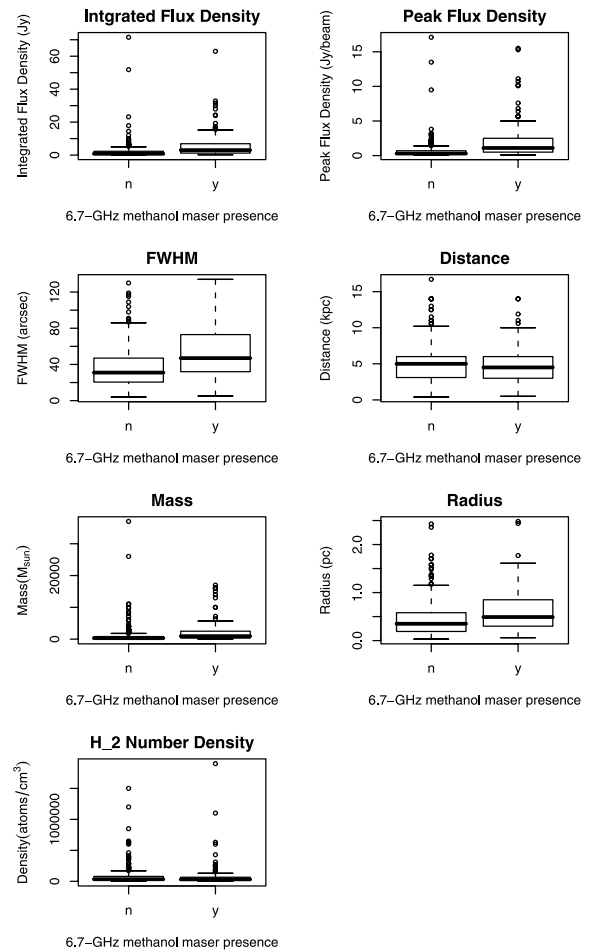 Intgrated Flux Density
Integrated Flux Density (Jy)
0 20 40 60
n y
6.7-GHz methanol maser presence
Peak Flux Density
Peak Flux Density (Jy/beam)
0 5 10 15
n y
6.7-GHz methanol maser presence
FWHM
FWHM (arcsec)
0 40 80 120
n y
6.7-GHz methanol maser presence
Distance
Distance (kpc)
0 5 10 15
n y
6.7-GHz methanol maser presence
Mass
Mass(M_sun)
0 20000
n y
6.7-GHz methanol maser presence
Radius
Radius (pc)
0.0 1.0 2.0
n y
6.7-GHz methanol maser presence
H_2 Number Density
Density(atoms/cm³)
0 1000000
n y
6.7-GHz methanol maser presence